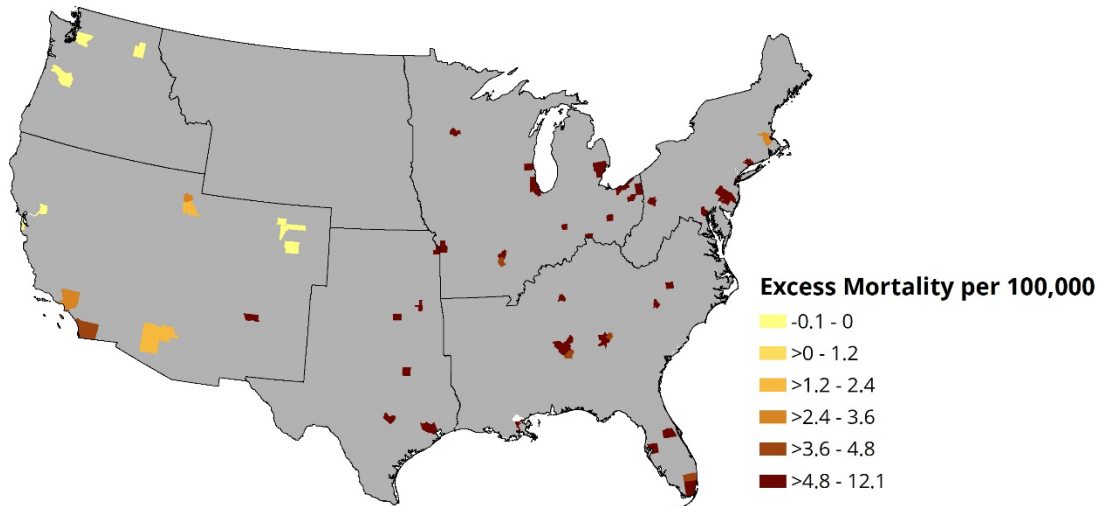 Excess Mortality per 100,000
-0.1 - 0
>0 - 1.2
>1.2 - 2.4
>2.4 - 3.6
>3.6 - 4.8
>4.8 - 12.1